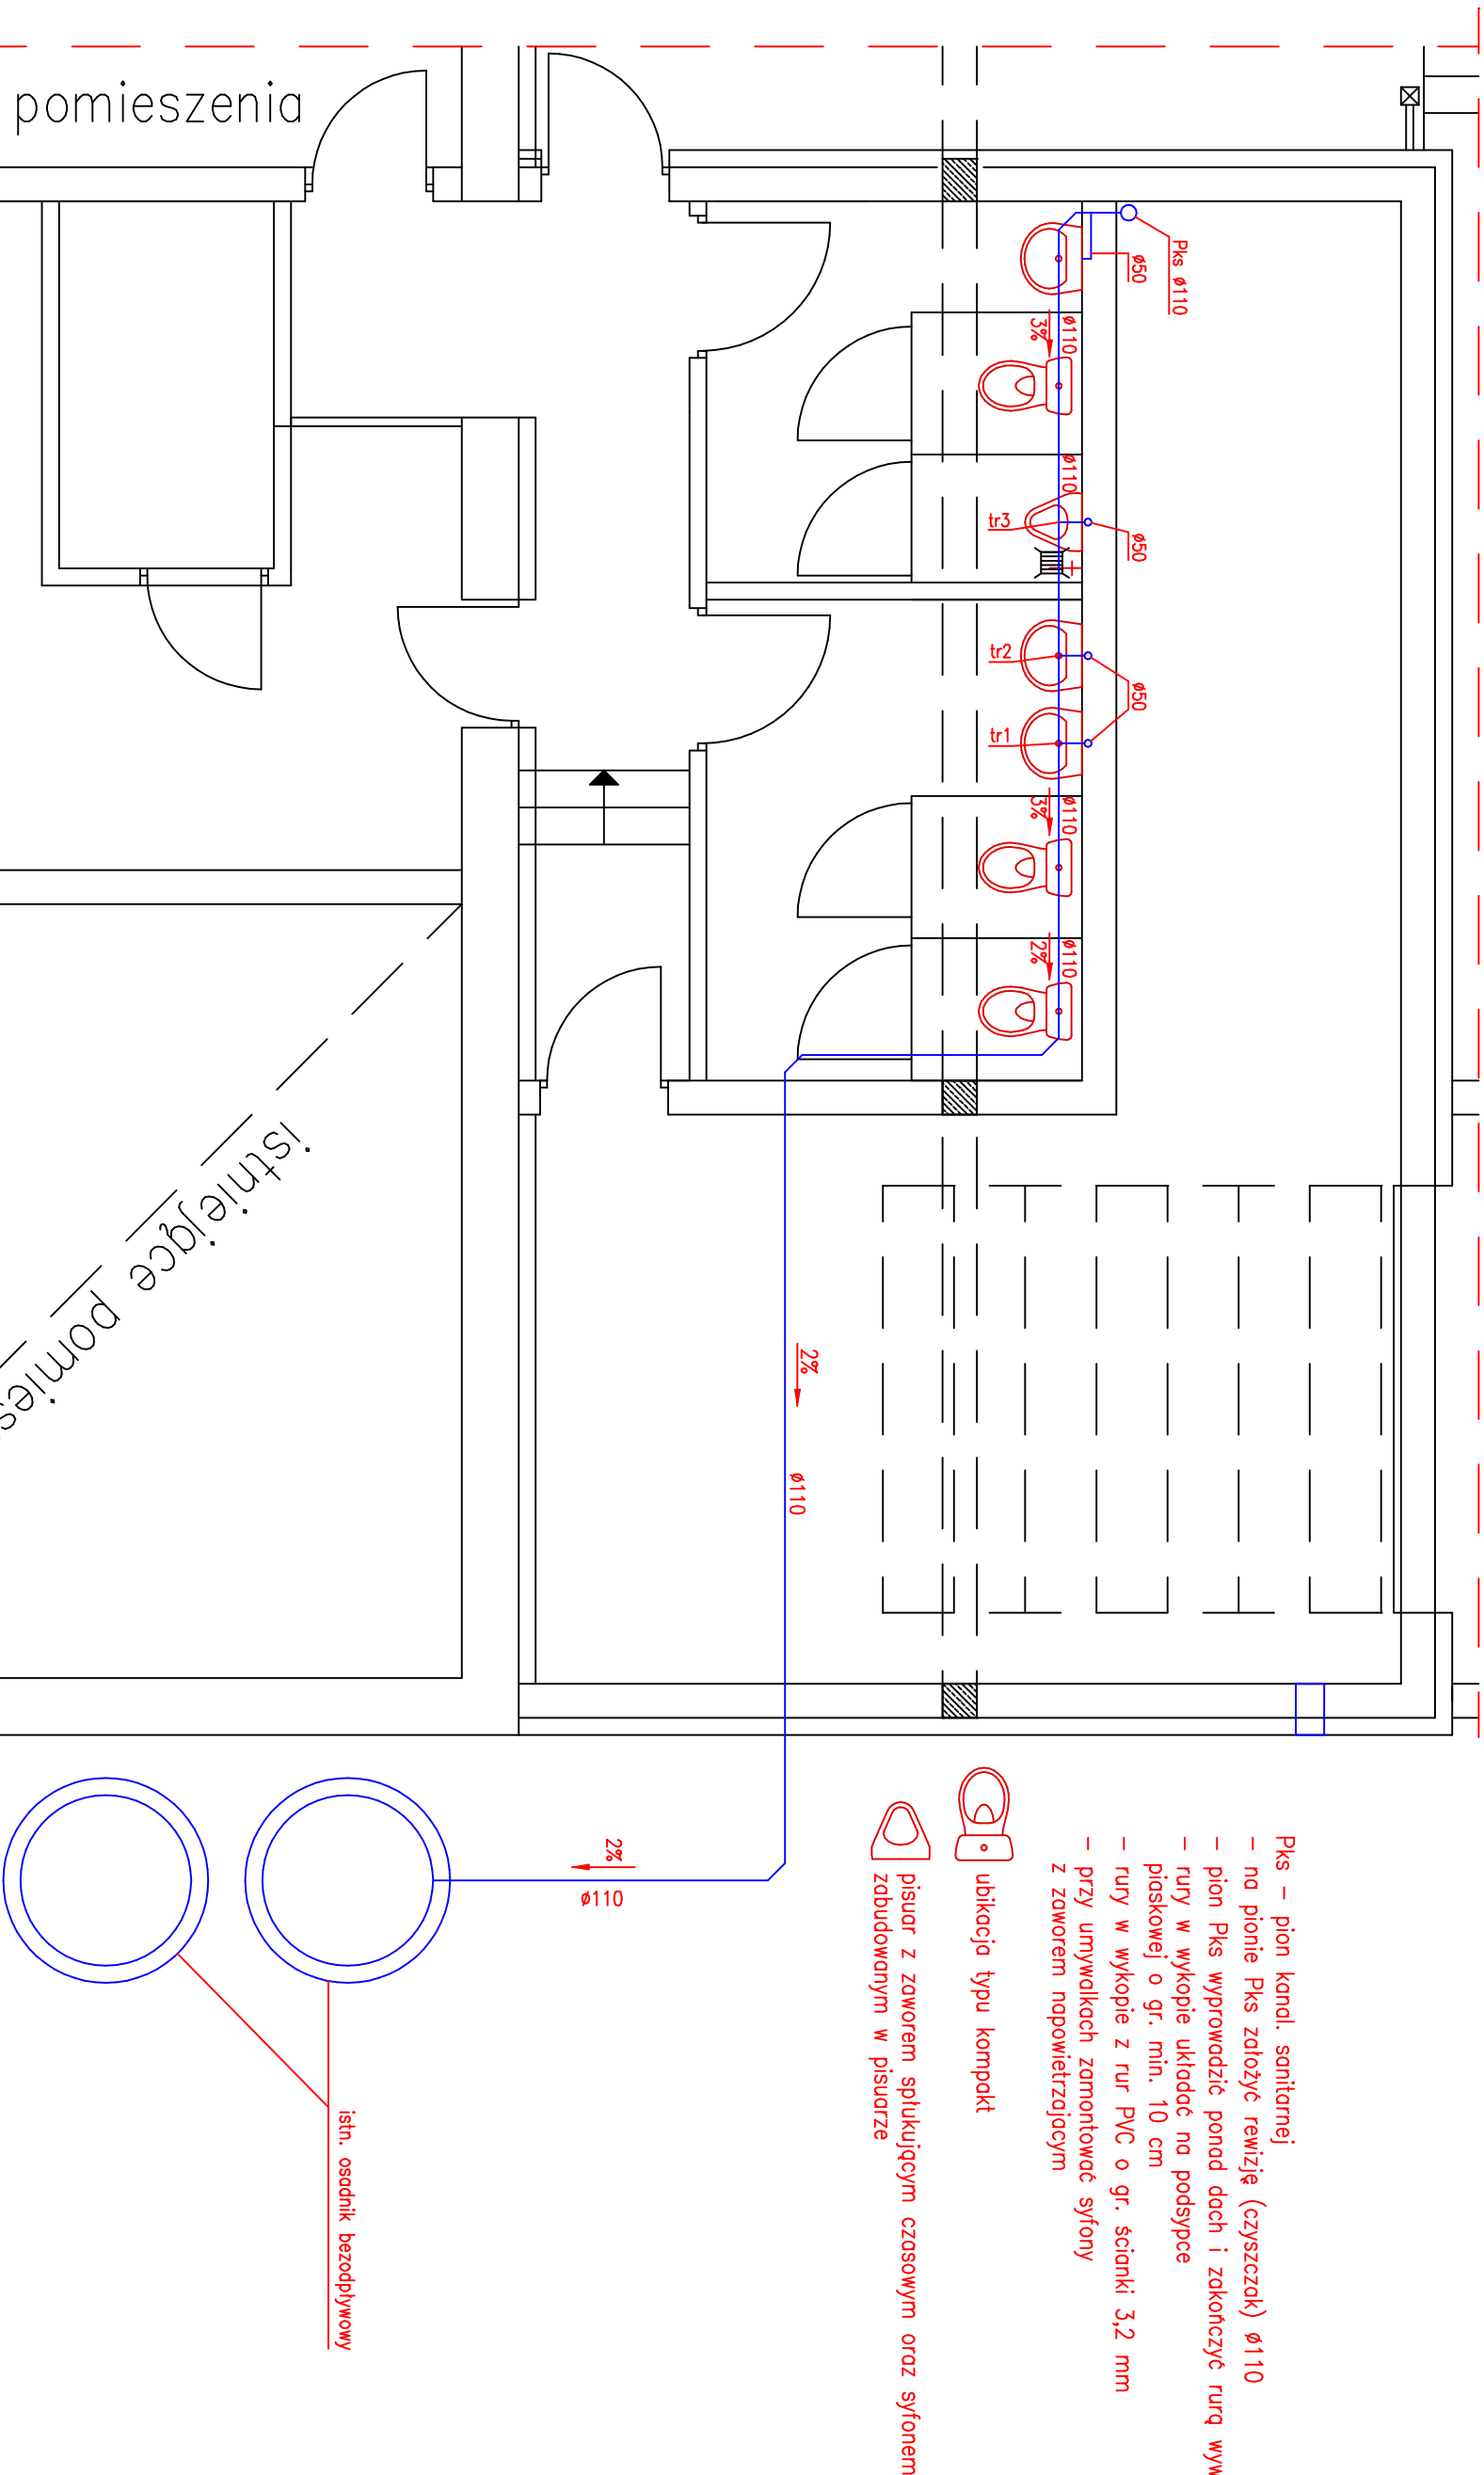 pomieszenia
Pks ø110
ø50
ø110
3%
ø110
tr3
ø50
tr2
ø50
tr1
ø110
3%
ø110
2%
istniejące
2%
ø110
2%
ø110
Pks – pion kanal. sanitarnej
– na pionie Pks założyć rewizję (czyszczak) ø110
– pion Pks wyprowadzić ponad dach i zakończyć rurą
– rury w wykopie układać na podsypce
piaskowej o gr. min. 10 cm
– rury w wykopie z rur PVC o gr. ścianki 3,2 mm
– przy umywalkach zamontować syfony
z zaworem napowietrzającym
ubikacja typu kompakt
pisuar z zaworem spłukującym czasowym oraz syfonem
zabudowanym w pisuarze
istn. osadnik bezodpływowy